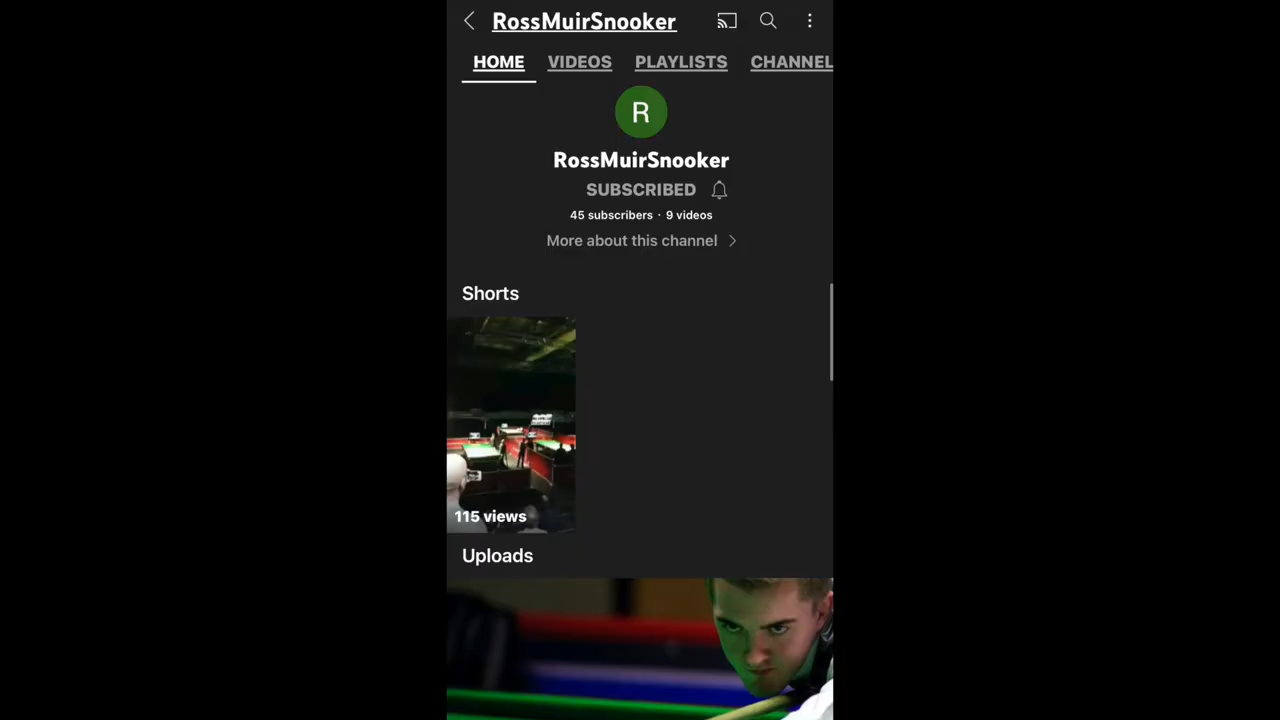 RossMuirSnooker
HOME VIDEOS PLAYLISTS CHANNEL
R
RossMuirSnooker
SUBSCRIBED
45 subscribers · 9 videos
More about this channel
Shorts
115 views
Uploads